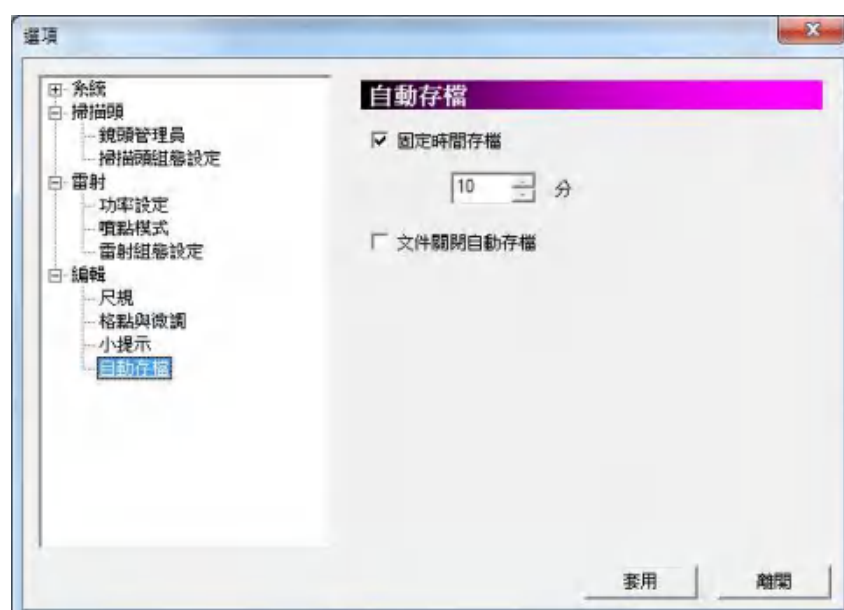 選項
系統
掃描頭
鏡頭管理員
掃描頭組態設定
雷射
功率設定
噴點模式
雷射組態設定
編輯
尺規
格點與微調
小提示
自動存檔
自動存檔
固定時間存檔
10 分
文件關閉自動存檔
套用 離開